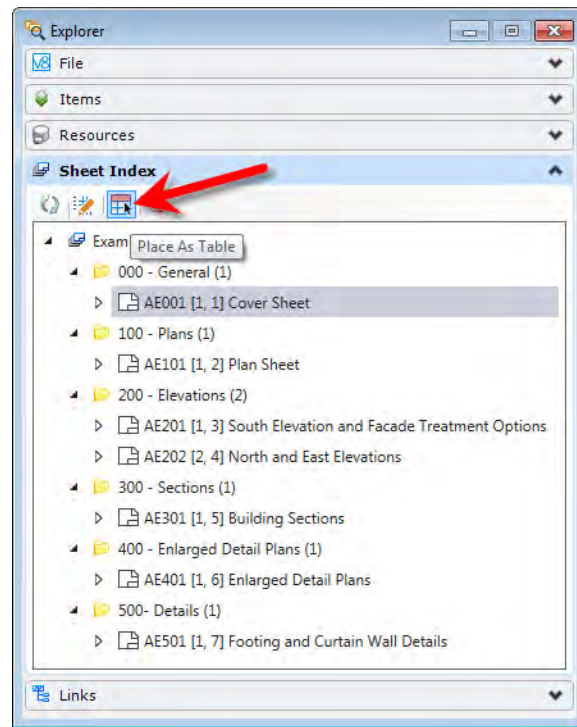 Explorer
V8 File
Items
Resources
Sheet Index
Exam
Place As Table
000 - General (1)
AE001 [1, 1] Cover Sheet
100 - Plans (1)
AE101 [1, 2] Plan Sheet
200 - Elevations (2)
AE201 [1, 3] South Elevation and Facade Treatment Options
AE202 [2, 4] North and East Elevations
300 - Sections (1)
AE301 [1, 5] Building Sections
400 - Enlarged Detail Plans (1)
AE401 [1, 6] Enlarged Detail Plans
500- Details (1)
AE501 [1, 7] Footing and Curtain Wall Details
Links